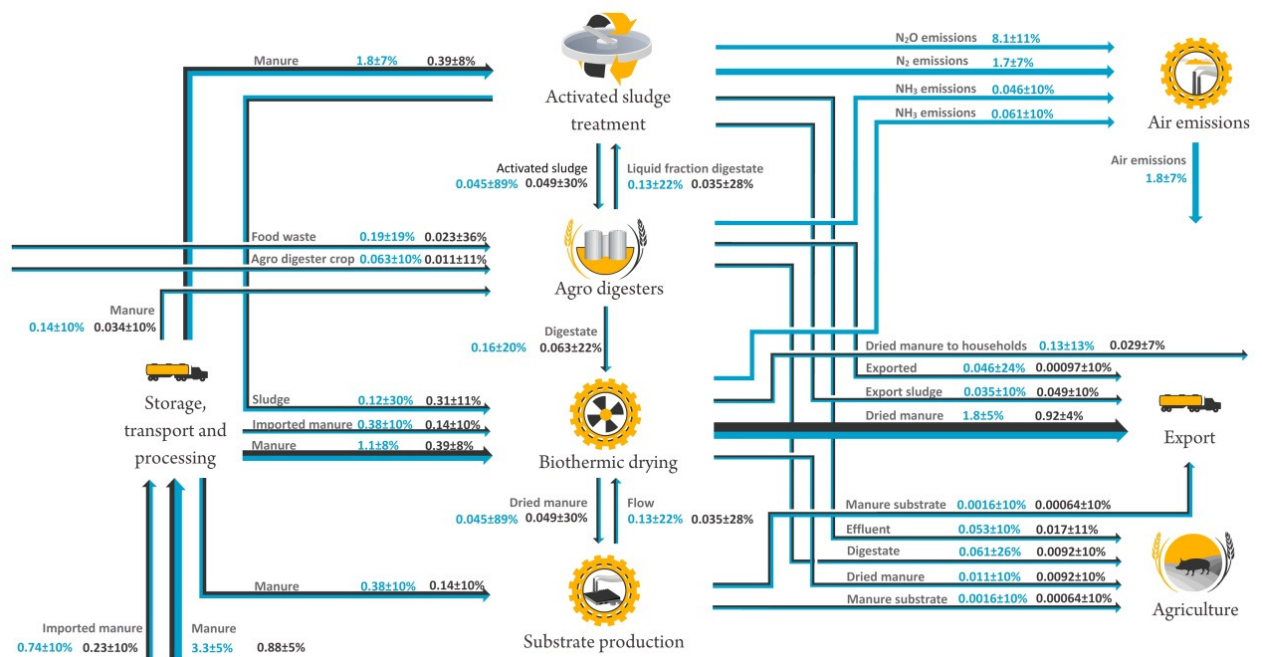 N₂O emissions 8.1±11%
Manure 1.8±7% 0.39±8%
N₂ emissions 1.7±7%
NH₃ emissions 0.046±10%
Activated sludge
treatment
NH₃ emissions 0.061±10%
Air emissions
Air emissions
1.8±7%
Activated sludge
0.045±89% 0.049±30%
Liquid fraction digestate
0.13±22% 0.035±28%
Food waste 0.19±19% 0.023±36%
Agro digester crop 0.063±10% 0.011±11%
Agro digesters
Manure
0.14±10% 0.034±10%
Digestate
0.16±20% 0.063±22%
Dried manure to households 0.13±13% 0.029±7%
Exported 0.046±24% 0.00097±10%
Export sludge 0.035±10% 0.049±10%
Dried manure 1.8±5% 0.92±4%
Export
Storage,
transport and
processing
Sludge 0.12±30% 0.31±11%
Imported manure 0.38±10% 0.14±10%
Manure 1.1±8% 0.39±8%
Biothermic drying
Dried manure
0.045±89% 0.049±30%
Flow
0.13±22% 0.035±28%
Manure substrate 0.0016±10% 0.00064±10%
Effluent 0.053±10% 0.017±11%
Digestate 0.061±26% 0.0092±10%
Dried manure 0.011±10% 0.0092±10%
Manure substrate 0.0016±10% 0.00064±10%
Agriculture
Manure 0.38±10% 0.14±10%
Substrate production
Imported manure
0.74±10% 0.23±10%
Manure
3.3±5% 0.88±5%